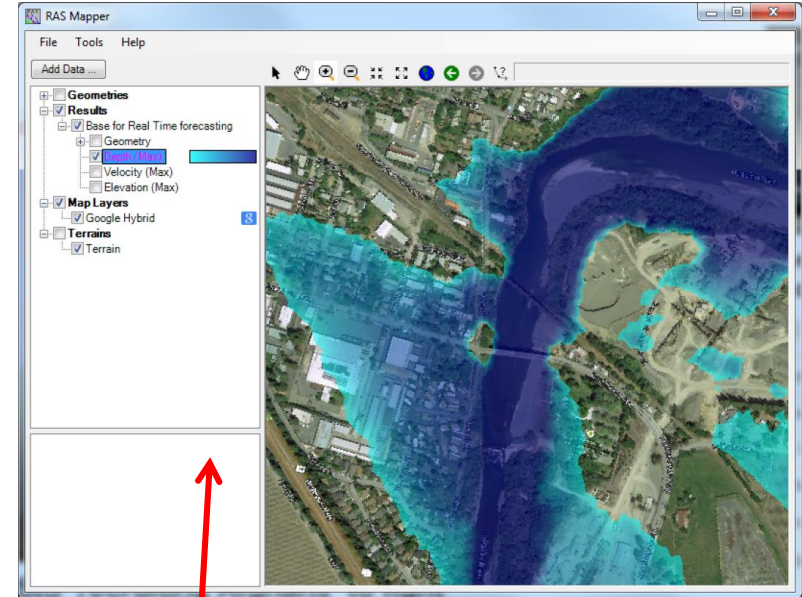 RAS Mapper
File Tools Help
Add Data ...
Geometries
Results
Base for Real Time forecasting
Geometry
Depth (Max)
Velocity (Max)
Elevation (Max)
Map Layers
Google Hybrid
8
Terrains
Terrain